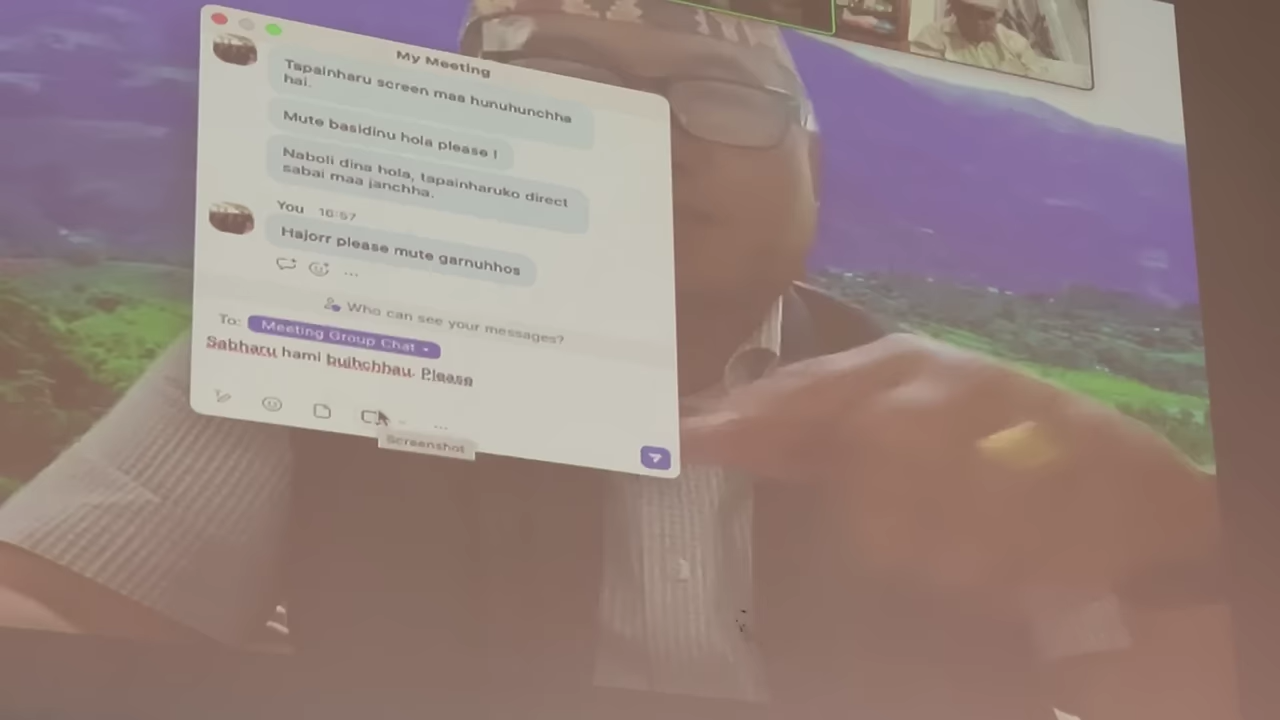 My Meeting
Tapainharu screen maa hunuhunchha
hai.
Mute basidinu hola please !
Naboli dina hola, tapainharuko direct
sabai maa janchha.
You 16:57
Hajorr please mute garnuhhos
Who can see your messages?
To: Meeting Group Chat
Sabharu hami buihchhau. Please
Screenshot